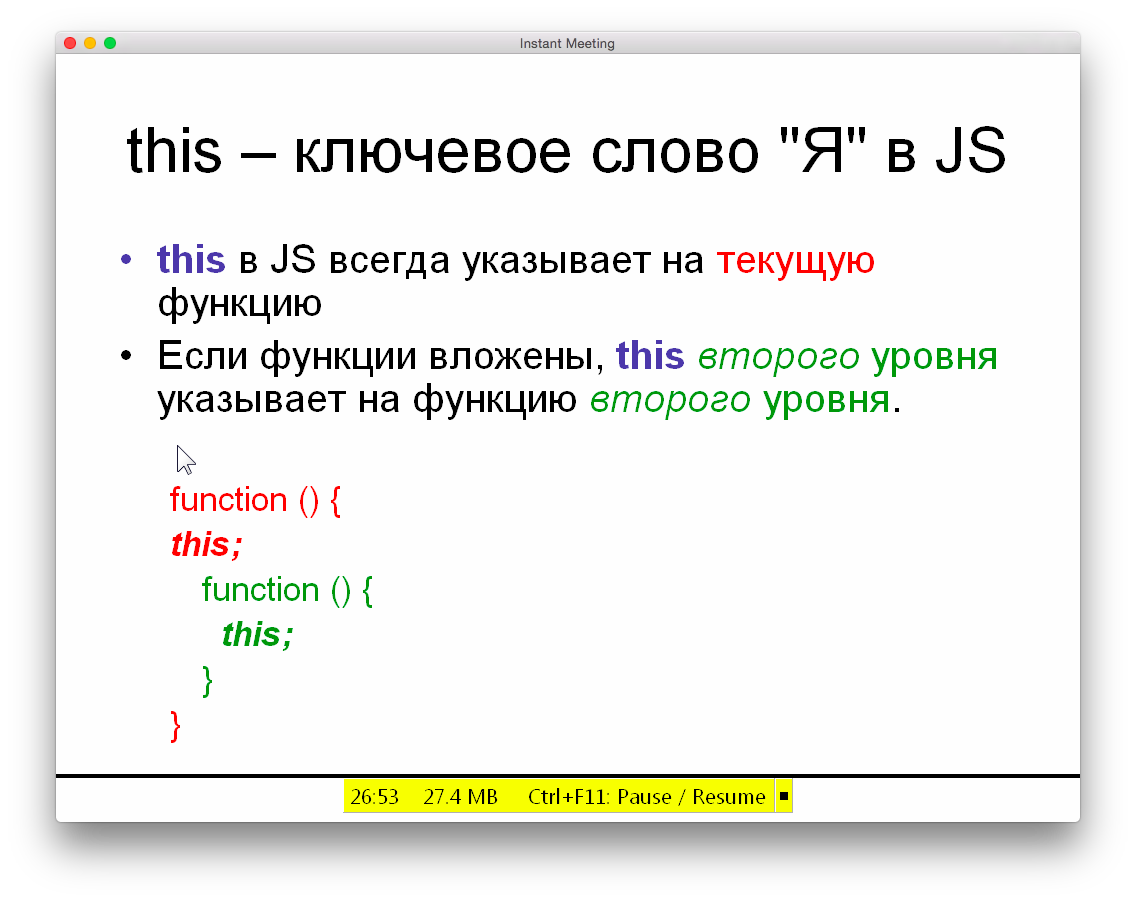 Instant Meeting
this – ключевое слово "Я" в JS
• this в JS всегда указывает на текущую
функцию
• Если функции вложены, this второго уровня
указывает на функцию второго уровня.
function () {
this;
function () {
this;
}
}
26:53 27.4 MB Ctrl+F11: Pause / Resume